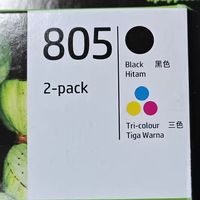 805
2-pack
Black 黑色
Hitam
Tri-colour 三色
Tiga Warna